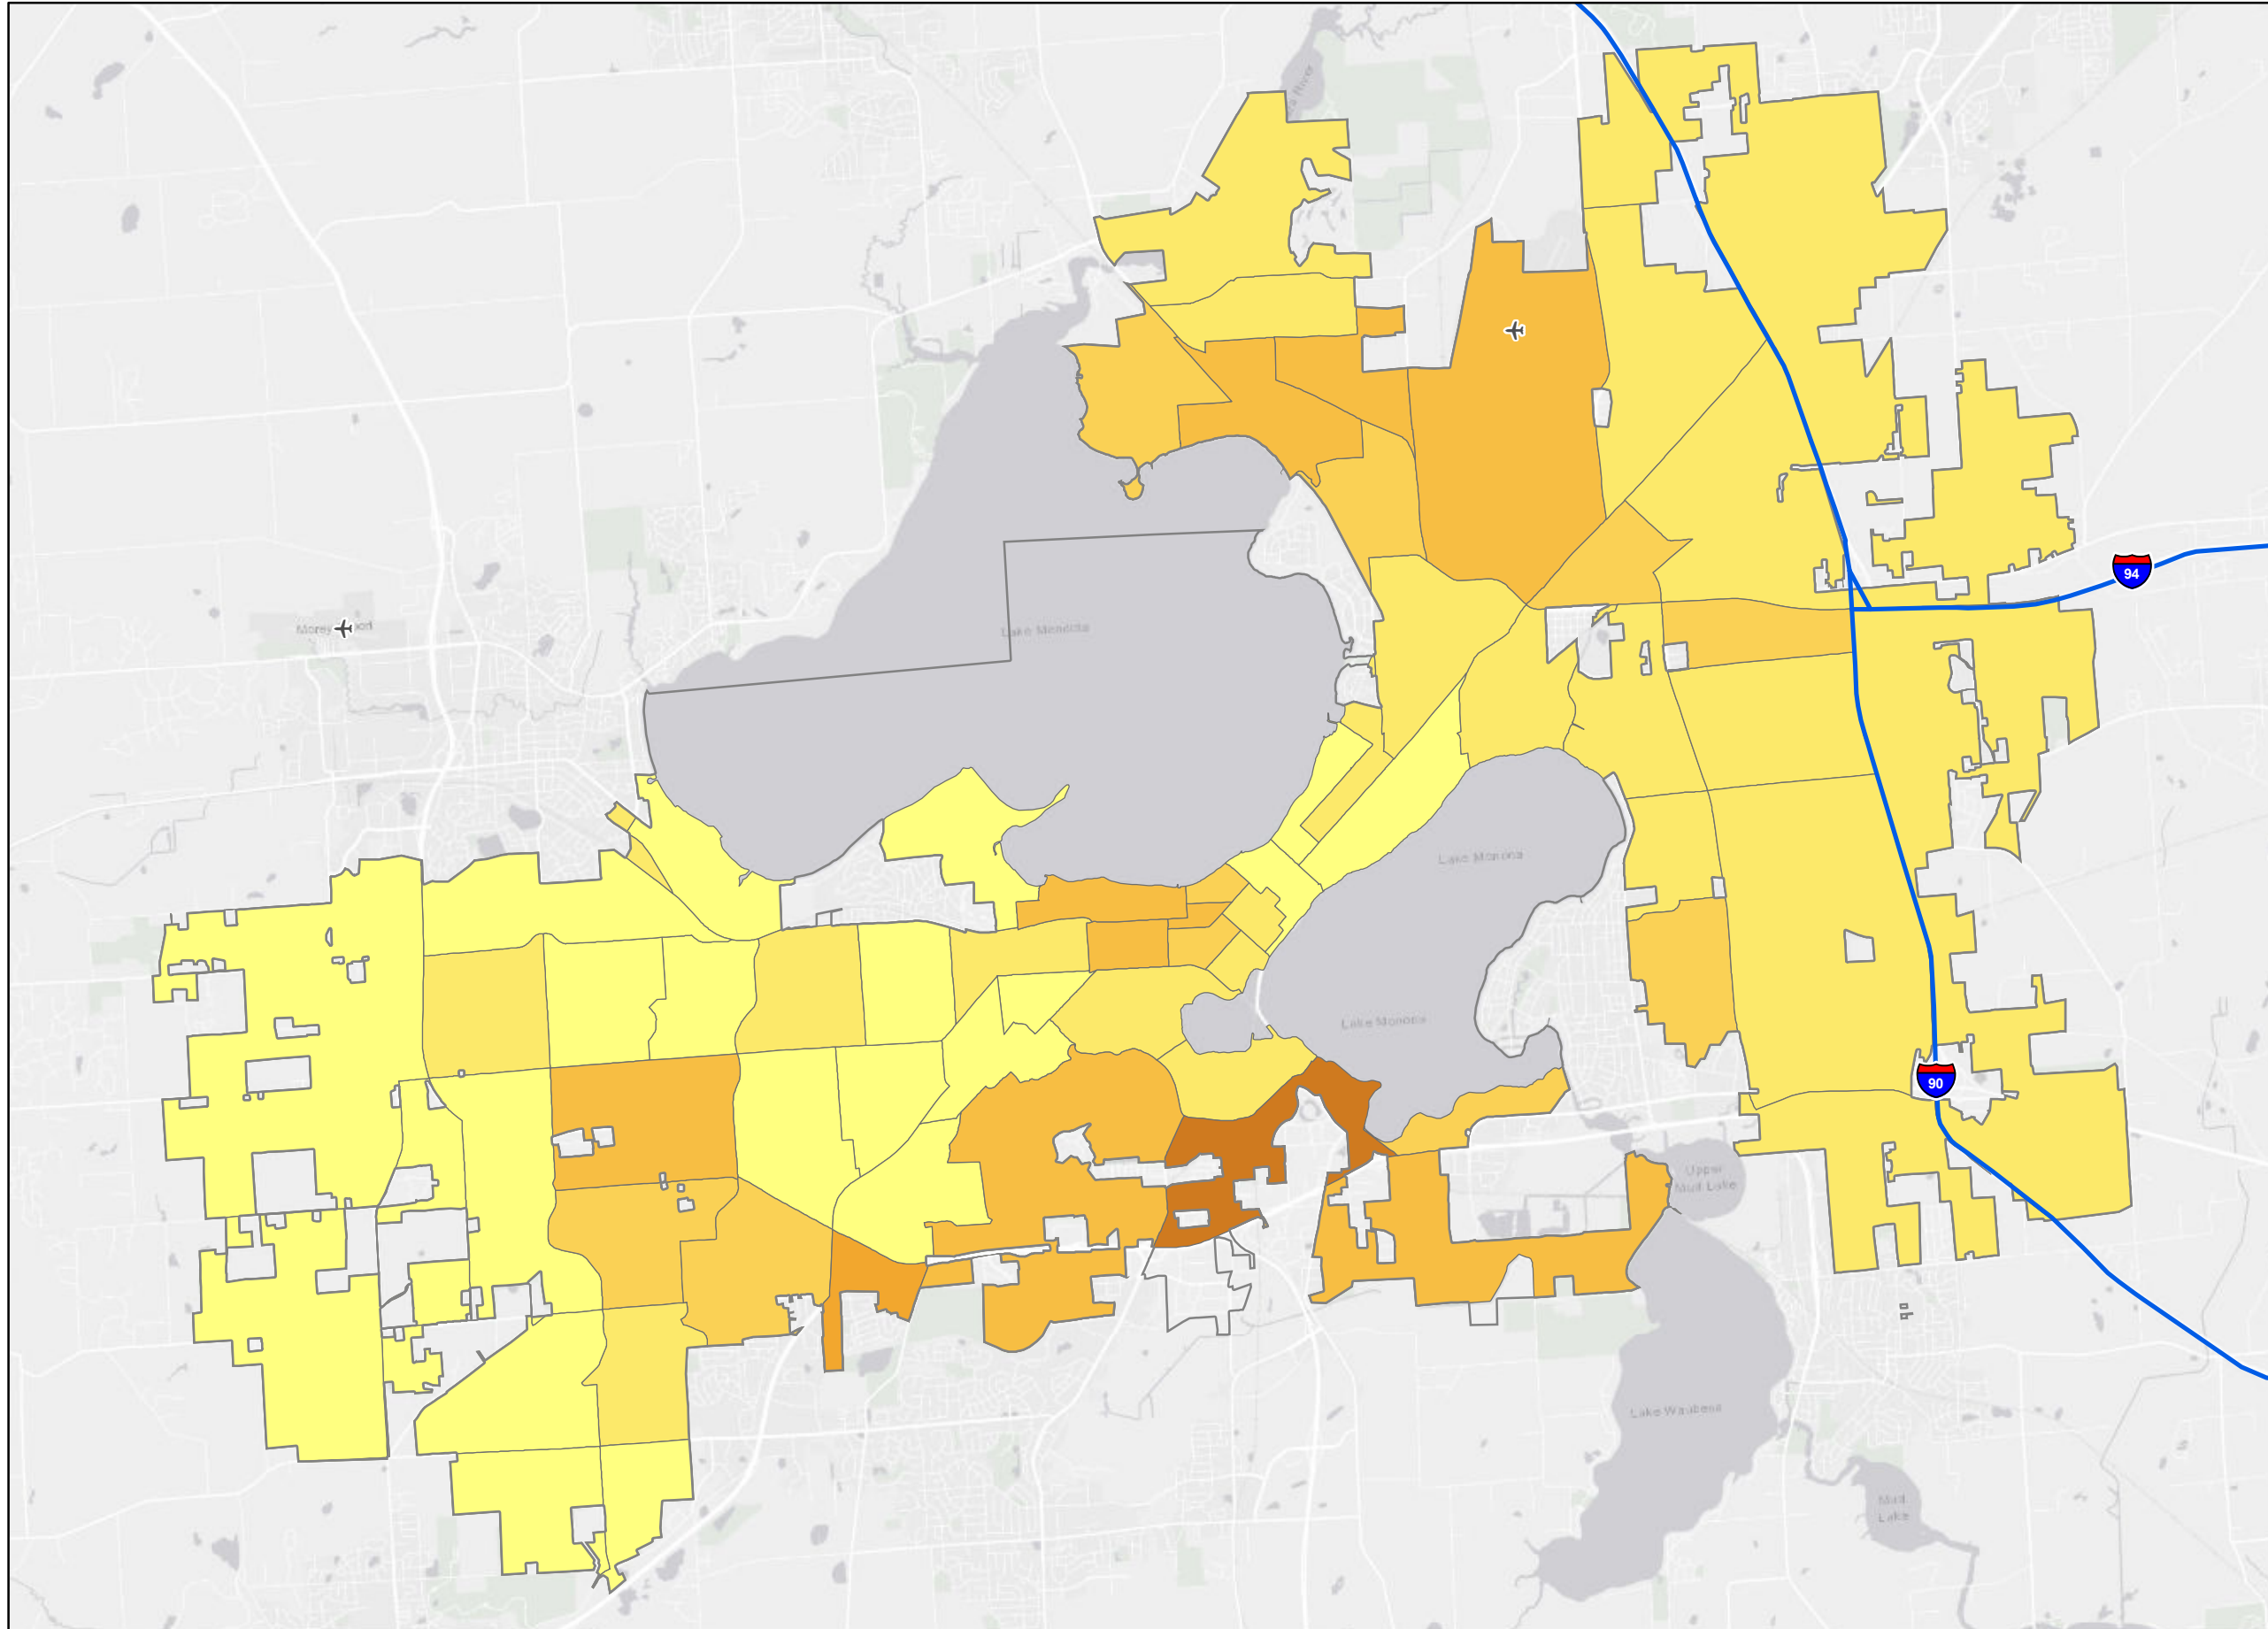 94
Lake Mendota
Lake Monona
Lake Monona
90
Upper
Mud Lake
Lake Waubesa
Mud
Lake